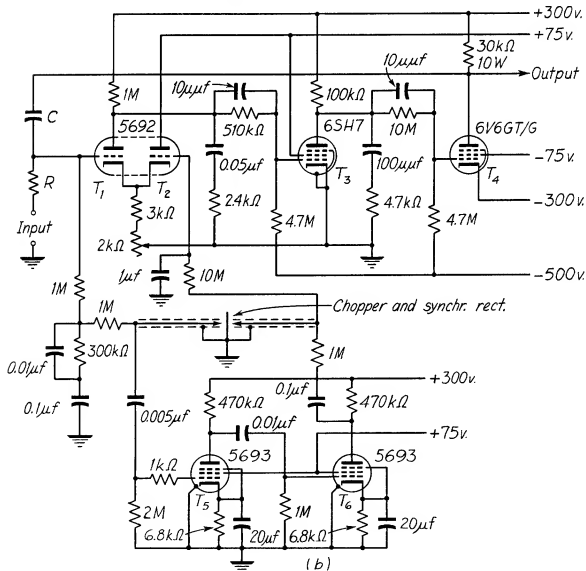 +300v.
+75v.
10μμf
10μμf
30kΩ
10W
Output
1M
100kΩ
C
5692
510kΩ
6SH7
10M
6V6GT/G
0.05μf
100μμf
-75v.
T1
T2
T3
T4
R
-300v.
3kΩ
2.4kΩ
4.7kΩ
Input
4.7M
4.7M
2kΩ
1μf
10M
-500v.
1M
Chopper and synchr. rect.
1M
300kΩ
1M
0.01μf
0.1μf
+300v.
0.1μf
0.005μf
470kΩ
470kΩ
0.01μf
+75v.
5693
5693
1kΩ
T5
T6
2M
1M
6.8kΩ
20μf
6.8kΩ
20μf
(b)